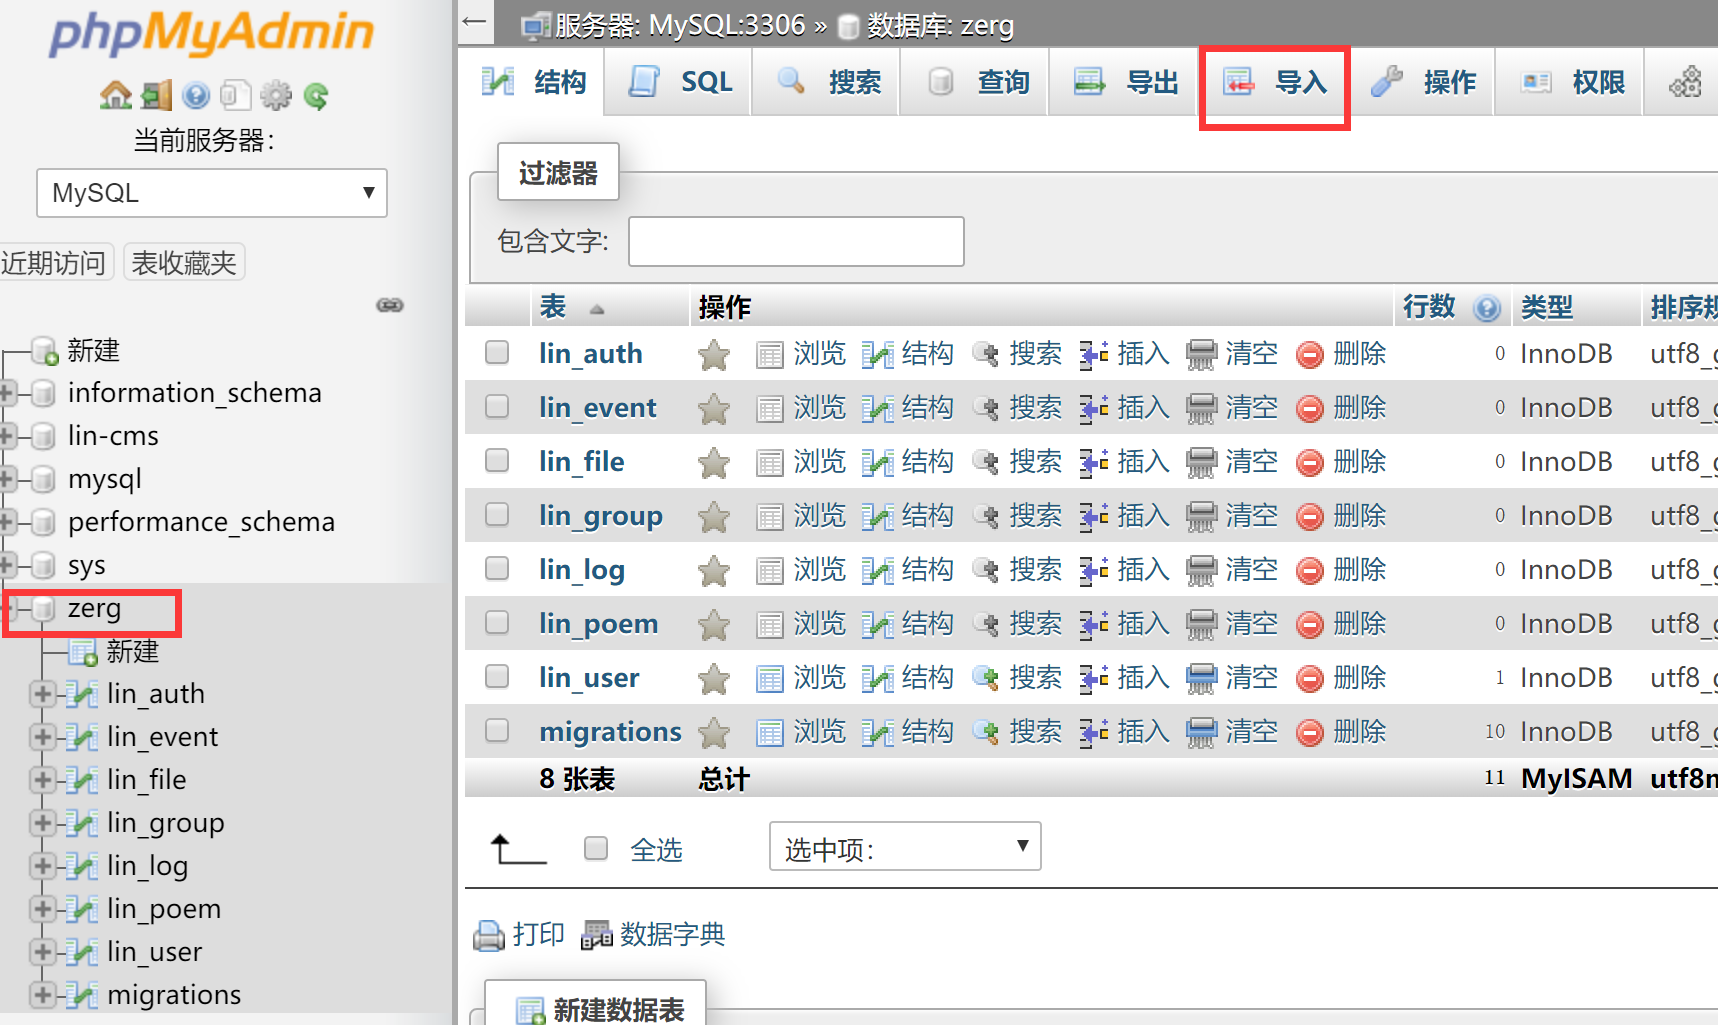 phpMyAdmin
当前服务器：
MySQL
近期访问 表收藏夹
新建
information_schema
lin-cms
mysql
performance_schema
sys
zerg
新建
lin_auth
lin_event
lin_file
lin_group
lin_log
lin_poem
lin_user
migrations
服务器: MySQL:3306 » 数据库: zerg
结构 SQL 搜索 查询 导出 导入 操作 权限
过滤器
包含文字:
表 操作 行数 类型 排序规
lin_auth 浏览 结构 搜索 插入 清空 删除 0 InnoDB utf8_g
lin_event 浏览 结构 搜索 插入 清空 删除 0 InnoDB utf8_g
lin_file 浏览 结构 搜索 插入 清空 删除 0 InnoDB utf8_g
lin_group 浏览 结构 搜索 插入 清空 删除 0 InnoDB utf8_g
lin_log 浏览 结构 搜索 插入 清空 删除 0 InnoDB utf8_g
lin_poem 浏览 结构 搜索 插入 清空 删除 0 InnoDB utf8_g
lin_user 浏览 结构 搜索 插入 清空 删除 1 InnoDB utf8_g
migrations 浏览 结构 搜索 插入 清空 删除 10 InnoDB utf8_g
8 张表 总计 11 MyISAM utf8m
全选 选中项：
打印 数据字典
新建数据表